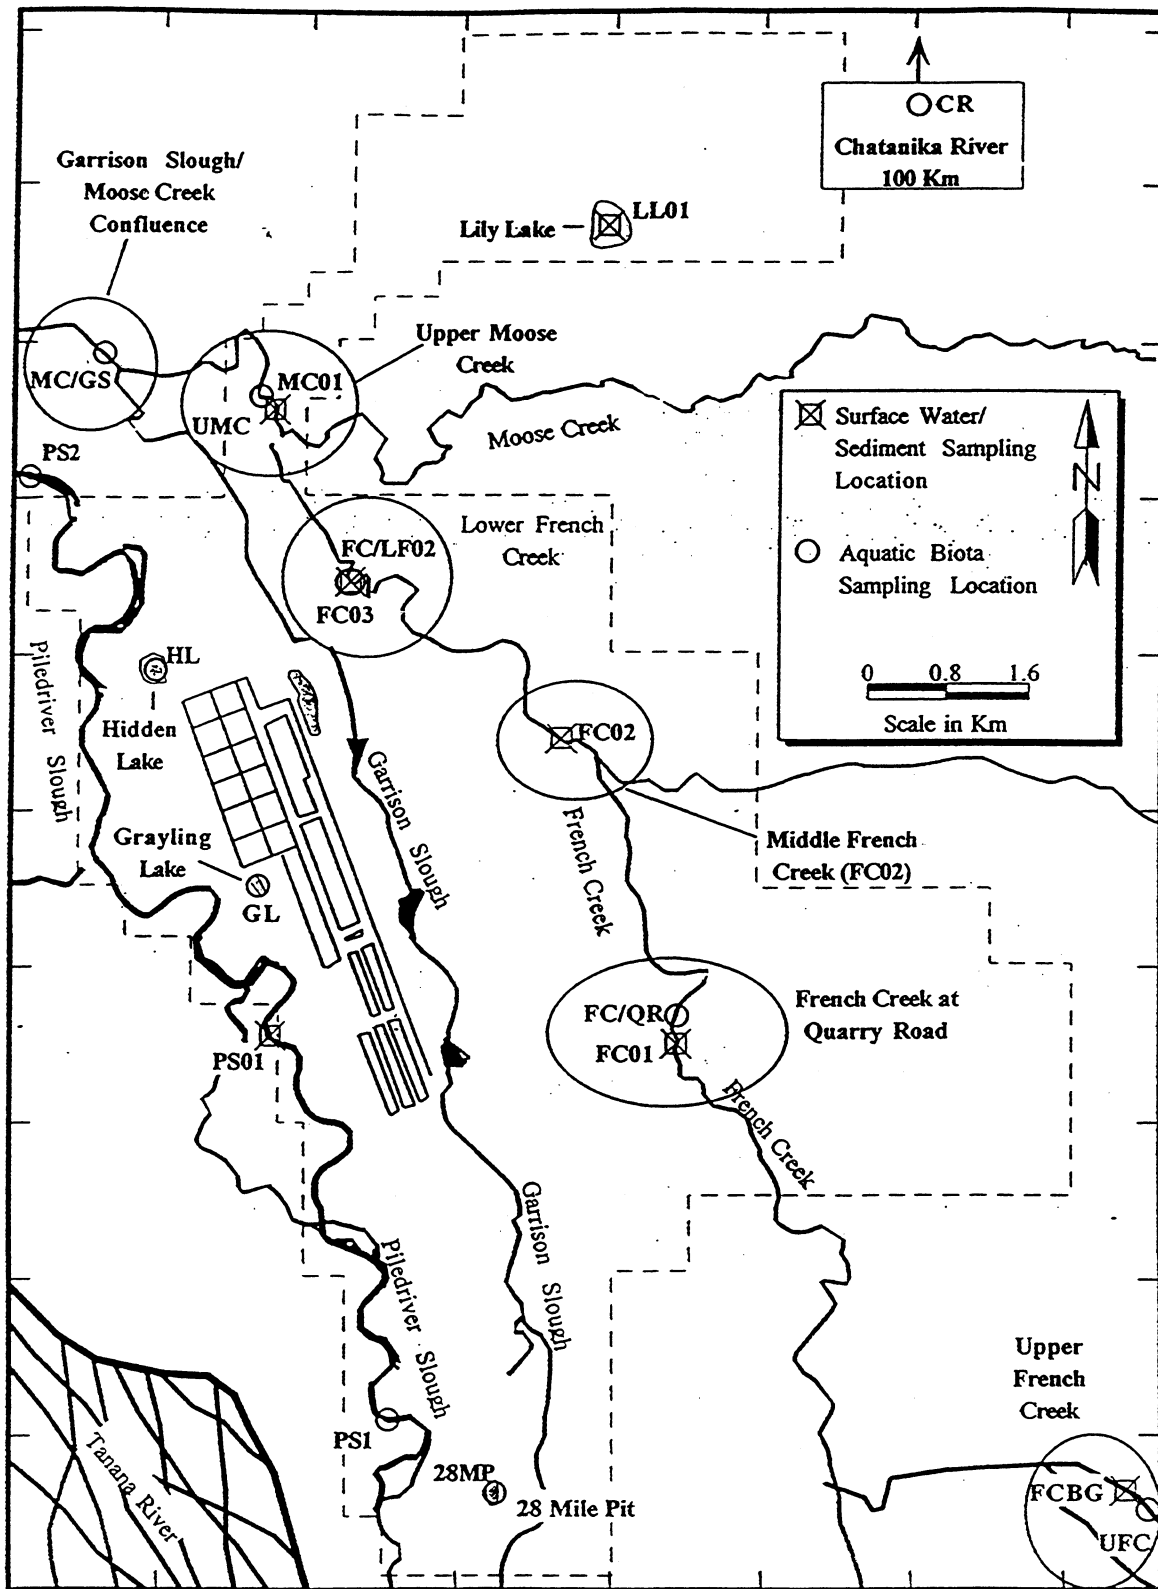 CR
Chatanika River
100 Km
Garrison Slough/
Moose Creek
Confluence
LL01
Lily Lake
Upper Moose
Creek
MC/GS
MC01
UMC
Moose Creek
PS2
Surface Water/
Sediment Sampling
Location
N
Aquatic Biota
Sampling Location
0 0.8 1.6
Scale in Km
Lower French
Creek
FC/LF02
FC03
Piledriver Slough
HL
Hidden
Lake
FC02
Garrison Slough
French Creek
Middle French
Creek (FC02)
Grayling
Lake
GL
French Creek at
Quarry Road
FC/QR
FC01
PS01
French Creek
Garrison Slough
Piledriver Slough
Upper
French
Creek
PS1
28MP
28 Mile Pit
Tanana River
FCBG
UFC